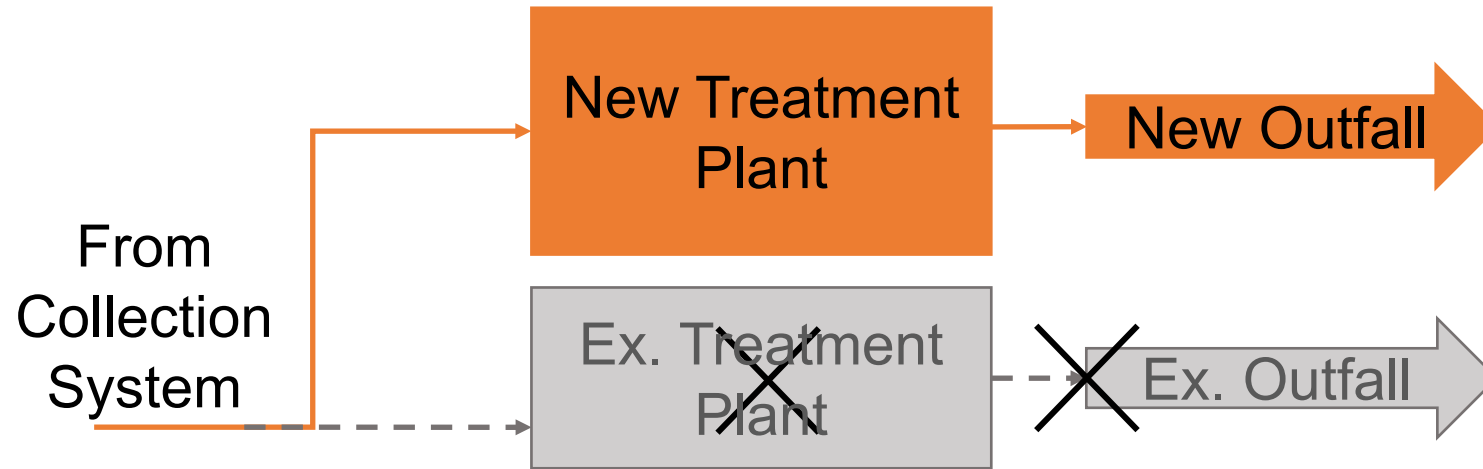 New Treatment
Plant
New Outfall
From
Collection
System
Ex. Treatment
Plant
Ex. Outfall